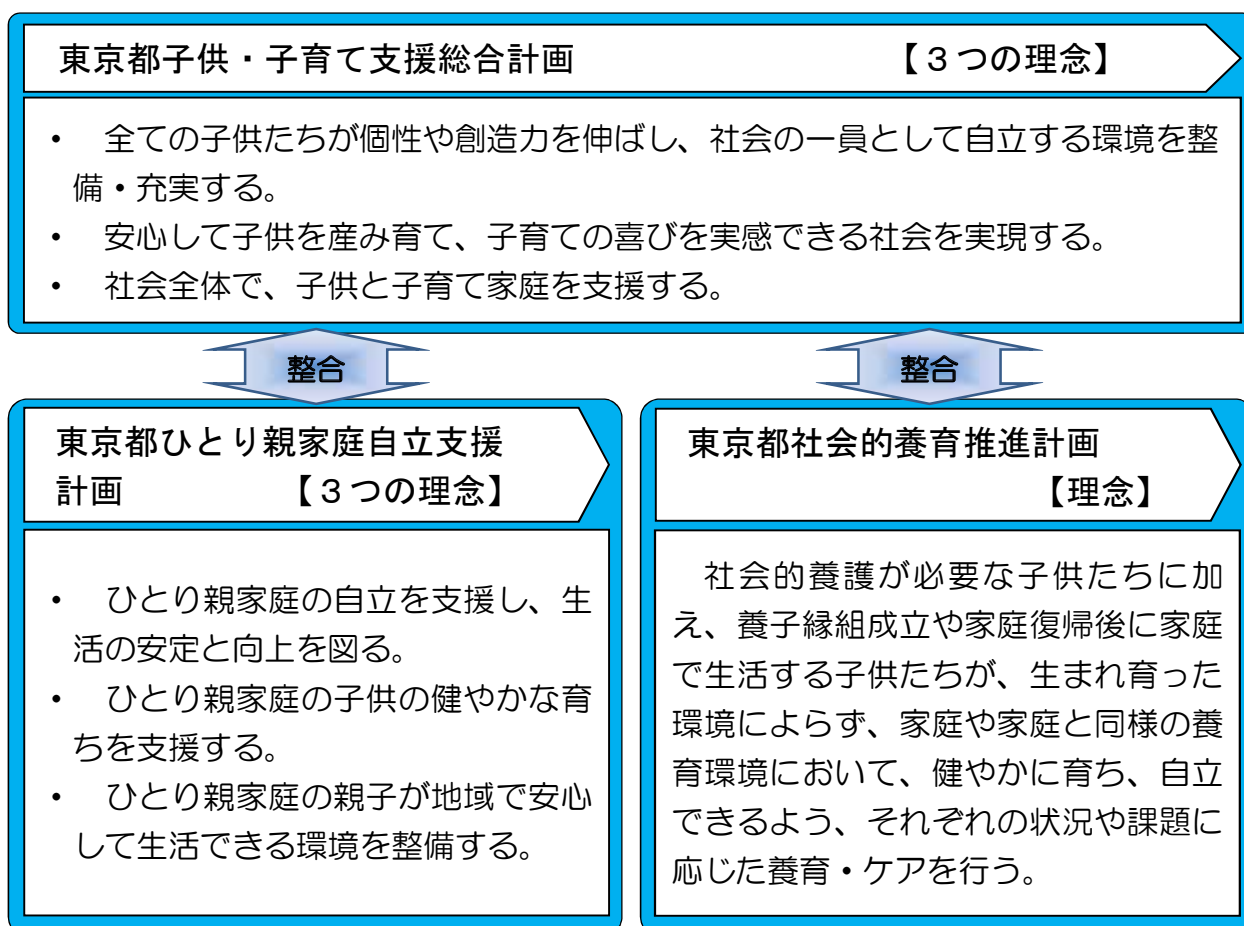 東京都子供・子育て支援総合計画　　　　　　　【３つの理念】
・　全ての子供たちが個性や創造力を伸ばし、社会の一員として自立する環境を整
備・充実する。
・　安心して子供を産み育て、子育ての喜びを実感できる社会を実現する。
・　社会全体で、子供と子育て家庭を支援する。
整合
整合
東京都ひとり親家庭自立支援
計画　　　　【３つの理念】
・　ひとり親家庭の自立を支援し、生
活の安定と向上を図る。
・　ひとり親家庭の子供の健やかな育
ちを支援する。
・　ひとり親家庭の親子が地域で安心
して生活できる環境を整備する。
東京都社会的養育推進計画
【理念】
社会的養護が必要な子供たちに加
え、養子縁組成立や家庭復帰後に家庭
で生活する子供たちが、生まれ育った
環境によらず、家庭や家庭と同様の養
育環境において、健やかに育ち、自立
できるよう、それぞれの状況や課題に
応じた養育・ケアを行う。